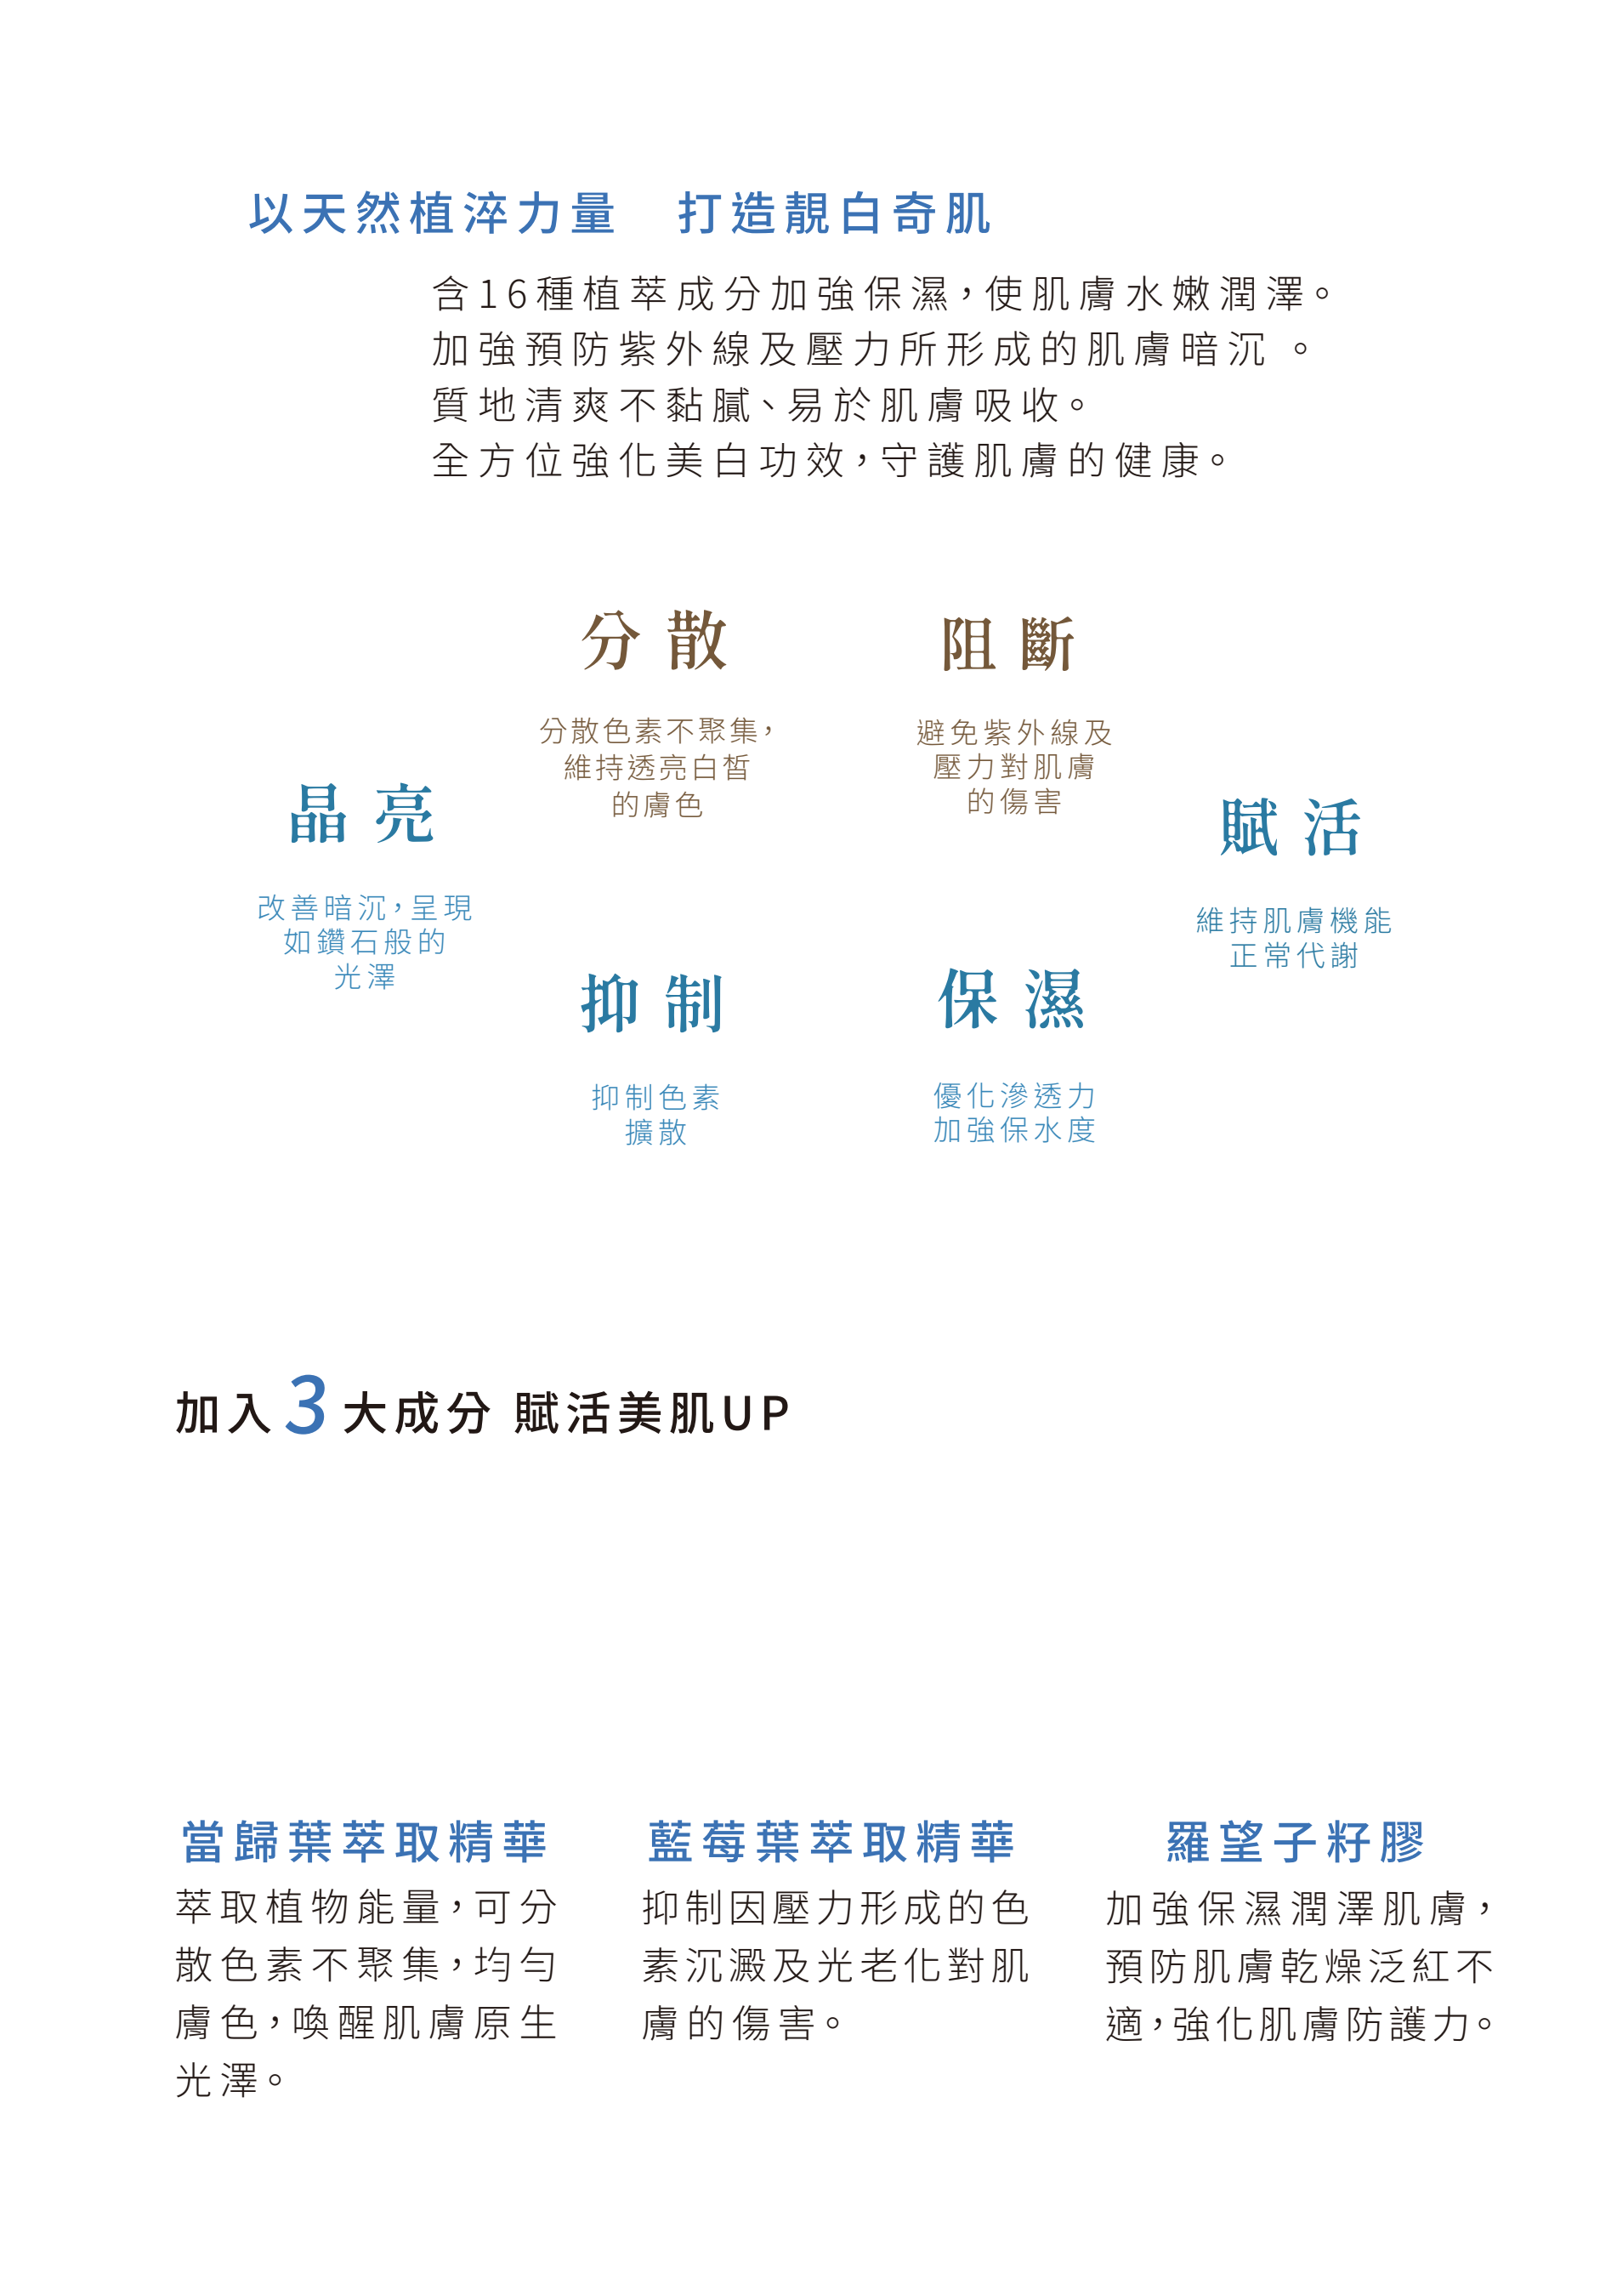 以天然植淬力量　打造靚白奇肌
含16種植萃成分加強保濕，使肌膚水嫩潤澤。
加強預防紫外線及壓力所形成的肌膚暗沉 。
質地清爽不黏膩、易於肌膚吸收。
全方位強化美白功效，守護肌膚的健康。
晶亮
改善暗沉，呈現
如鑽石般的
光澤
分散
分散色素不聚集，
維持透亮白皙
的膚色
抑制
抑制色素
擴散
阻斷
避免紫外線及
壓力對肌膚
的傷害
保濕
優化滲透力
加強保水度
賦活
維持肌膚機能
正常代謝
加入3大成分 賦活美肌UP
當歸葉萃取精華
萃取植物能量，可分
散色素不聚集，均勻
膚色，喚醒肌膚原生
光澤。
藍莓葉萃取精華
抑制因壓力形成的色
素沉澱及光老化對肌
膚的傷害。
羅望子籽膠
加強保濕潤澤肌膚，
預防肌膚乾燥泛紅不
適，強化肌膚防護力。